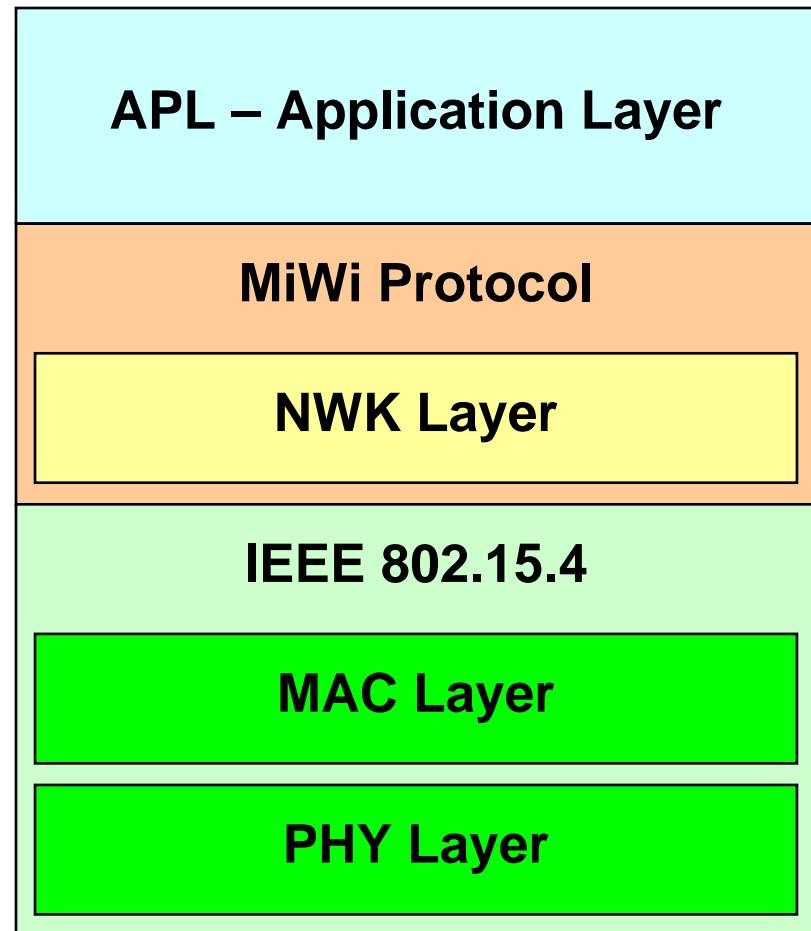 APL – Application Layer
MiWi Protocol
NWK Layer
IEEE 802.15.4
MAC Layer
PHY Layer